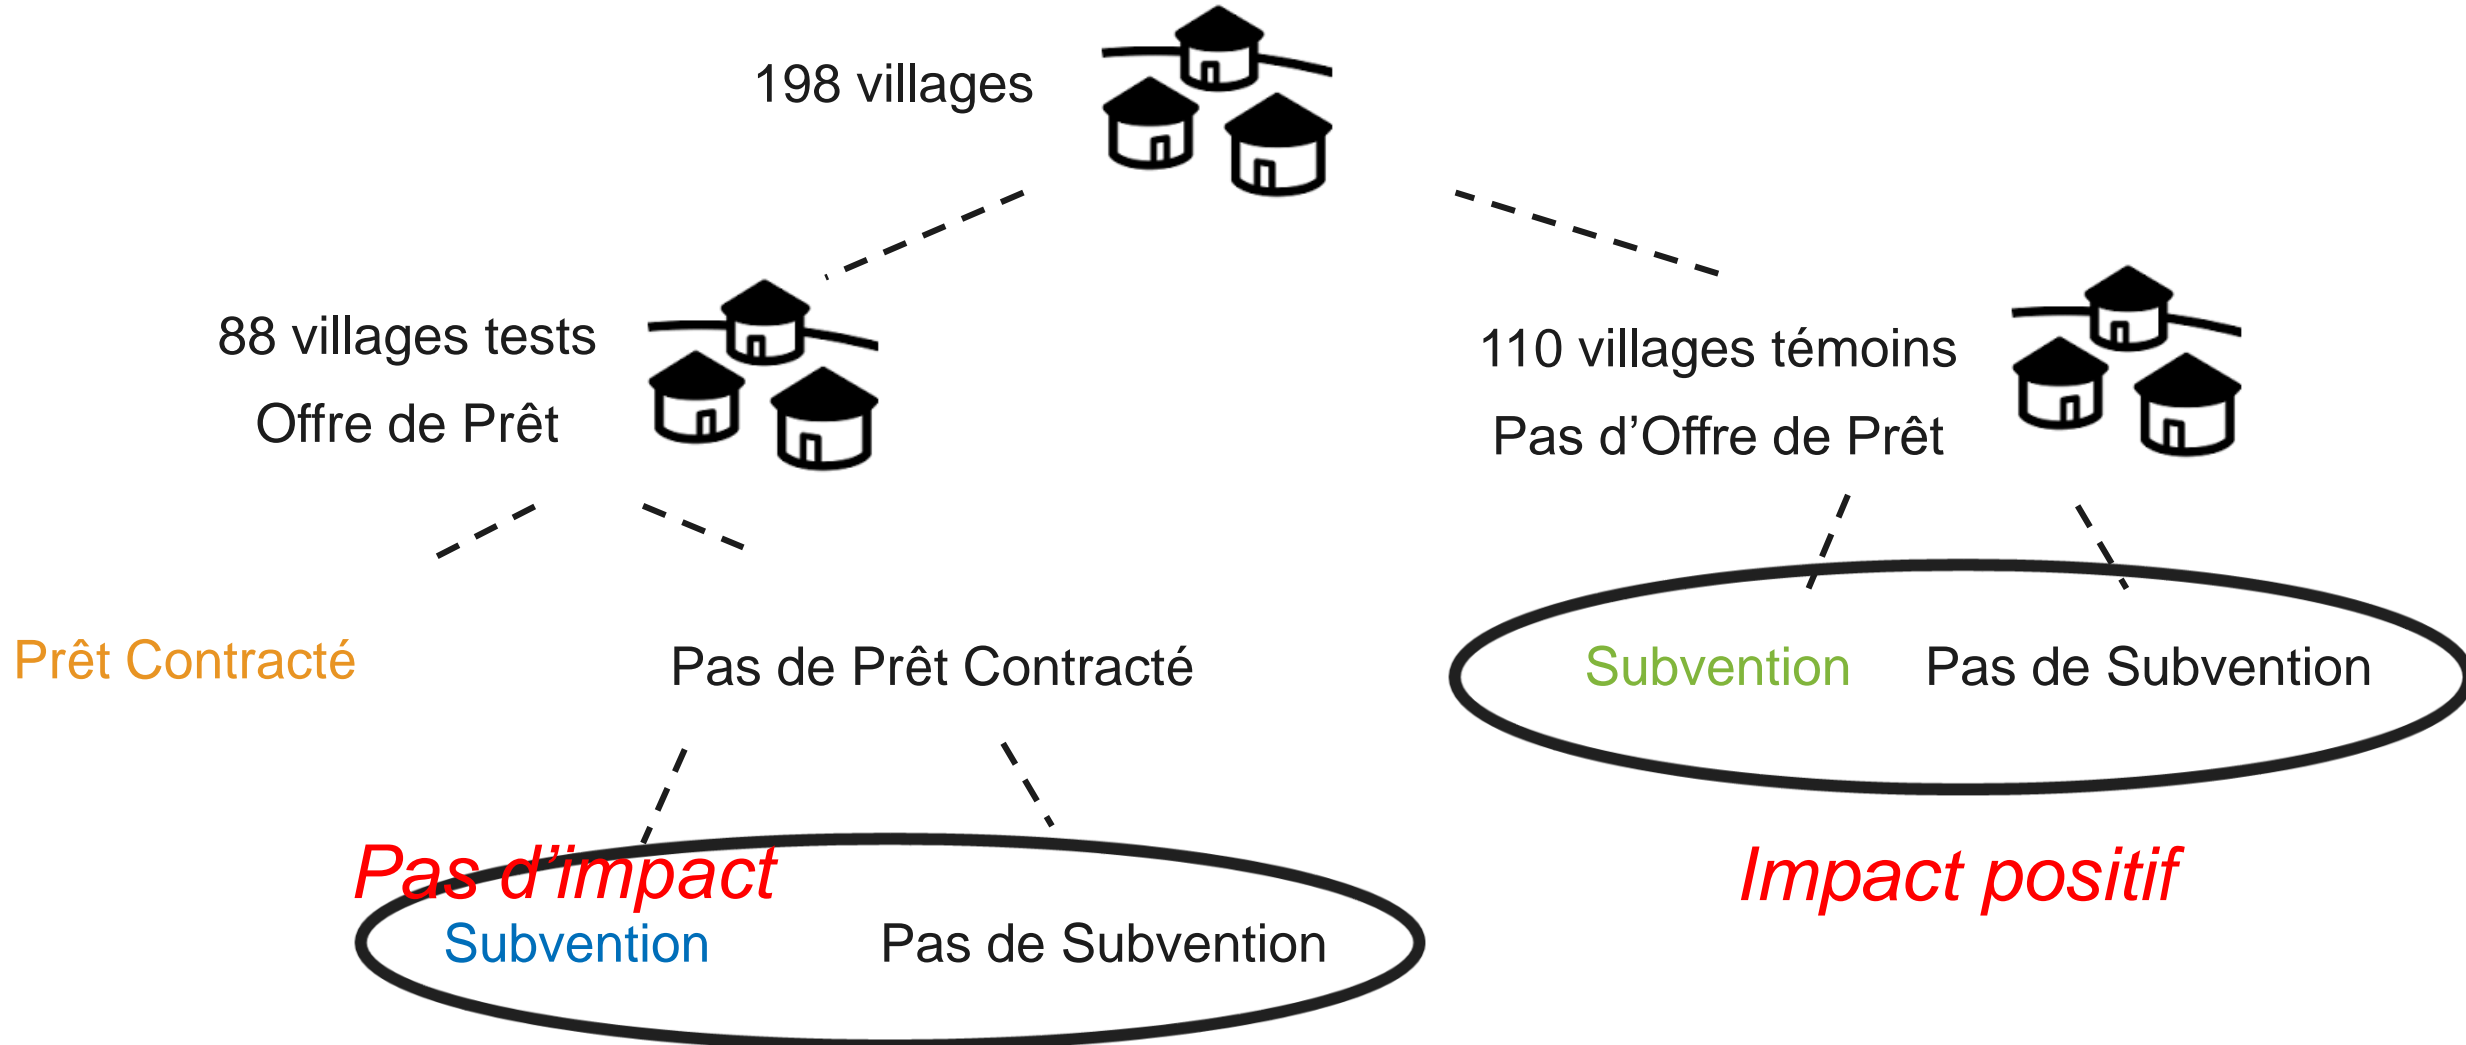 198 villages
88 villages tests
Offre de Prêt
110 villages témoins
Pas d’Offre de Prêt
Prêt Contracté
Pas de Prêt Contracté
Subvention
Pas de Subvention
Pas d’impact
Impact positif
Subvention
Pas de Subvention